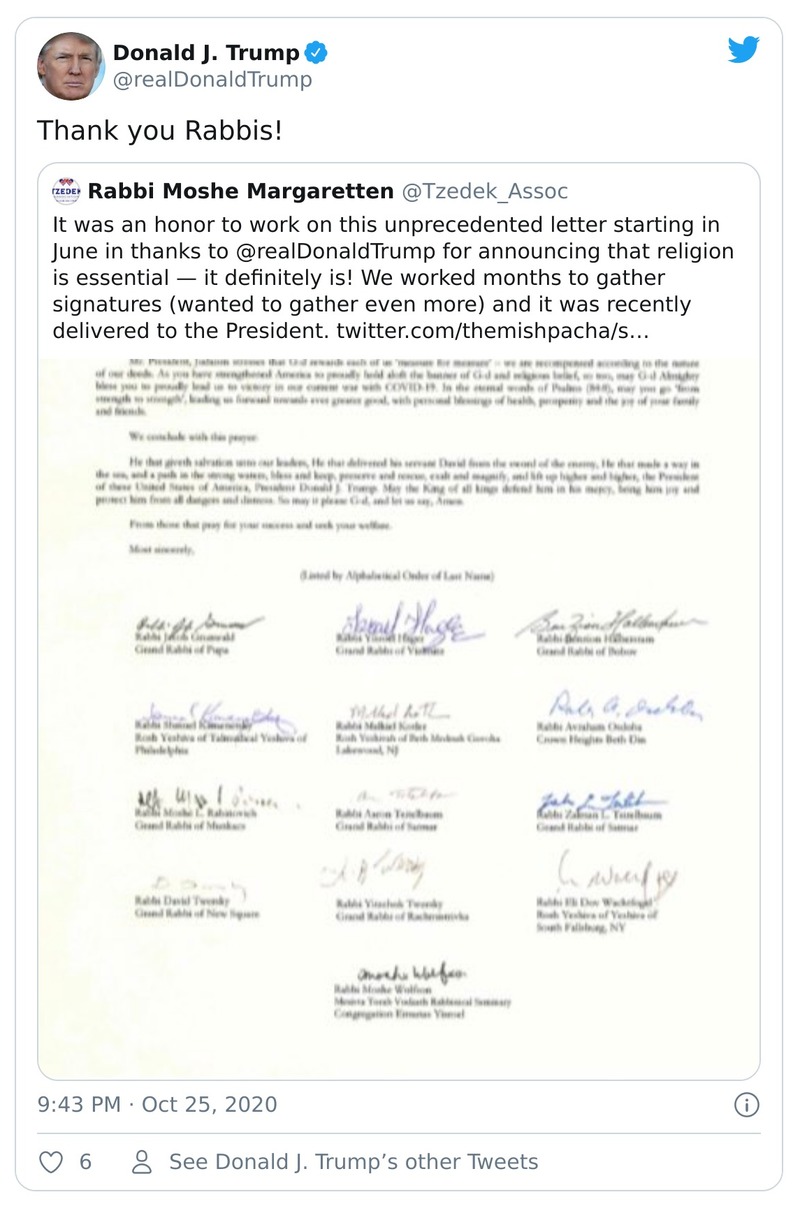 Donald J. Trump
@realDonaldTrump
Thank you Rabbis!
TZEDEK
Rabbi Moshe Margaretten @Tzedek_Assoc
It was an honor to work on this unprecedented letter starting in
June in thanks to @realDonaldTrump for announcing that religion
is essential — it definitely is! We worked months to gather
signatures (wanted to gather even more) and it was recently
delivered to the President. twitter.com/themishpacha/s...
Mr. President, Judaism stresses that G-d rewards each of us "measure for measure" – we are recompensed according to the nature
of our deeds. As you have strengthened America to proudly hold aloft the banner of G-d and religious belief, so too, may G-d Almighty
bless you to proudly lead us to victory in our current war with COVID-19. In the eternal words of Psalms (84:8), may you go "from
strength to strength", leading us forward towards ever greater good, with personal blessings of health, prosperity and the joy of your family
and friends.
We conclude with this prayer:
He that giveth salvation unto our leaders, He that delivered his servant David from the sword of the enemy, He that made a way in
the sea, and a path in the strong waters, bless and keep, preserve and rescue, exalt and magnify, and lift up higher and higher, the President
of these United States of America, President Donald J. Trump. May the King of all kings defend him in his mercy, being him joy and
protect him from all dangers and distress. So may it please G-d, and let us say, Amen.
From those that pray for your success and seek your welfare.
Most sincerely,
(Listed by Alphabetical Order of Last Name)
Rabbi Jacob Grunwald
Grand Rabbi of Pupa
Rabbi Yisroel Hager
Grand Rabbi of Vizhnitz
Rabbi Benzion Halberstam
Grand Rabbi of Bobov
Rabbi Shmuel Kamenetsky
Rosh Yeshiva of Talmudical Yeshiva of
Philadelphia
Rabbi Malkiel Kotler
Rosh Yeshivah of Beth Medrash Govoha
Lakewood, NJ
Rabbi Avraham Osdoba
Crown Heights Beth Din
Rabbi Moshe L. Rabinovich
Grand Rabbi of Munkacs
Rabbi Aaron Teitelbaum
Grand Rabbi of Satmar
Rabbi Zalman L. Teitelbaum
Grand Rabbi of Satmar
Rabbi David Twersky
Grand Rabbi of New Square
Rabbi Yitzchok Twersky
Grand Rabbi of Rachmistrivka
Rabbi Eli Dov Wachtfogel
Rosh Yeshiva of Yeshiva of
South Fallsburg, NY
Rabbi Moshe Wolfson
Mesivta Torah Vodaath Rabbinical Seminary
Congregation Emunas Yisroel
9:43 PM · Oct 25, 2020
6
See Donald J. Trump’s other Tweets